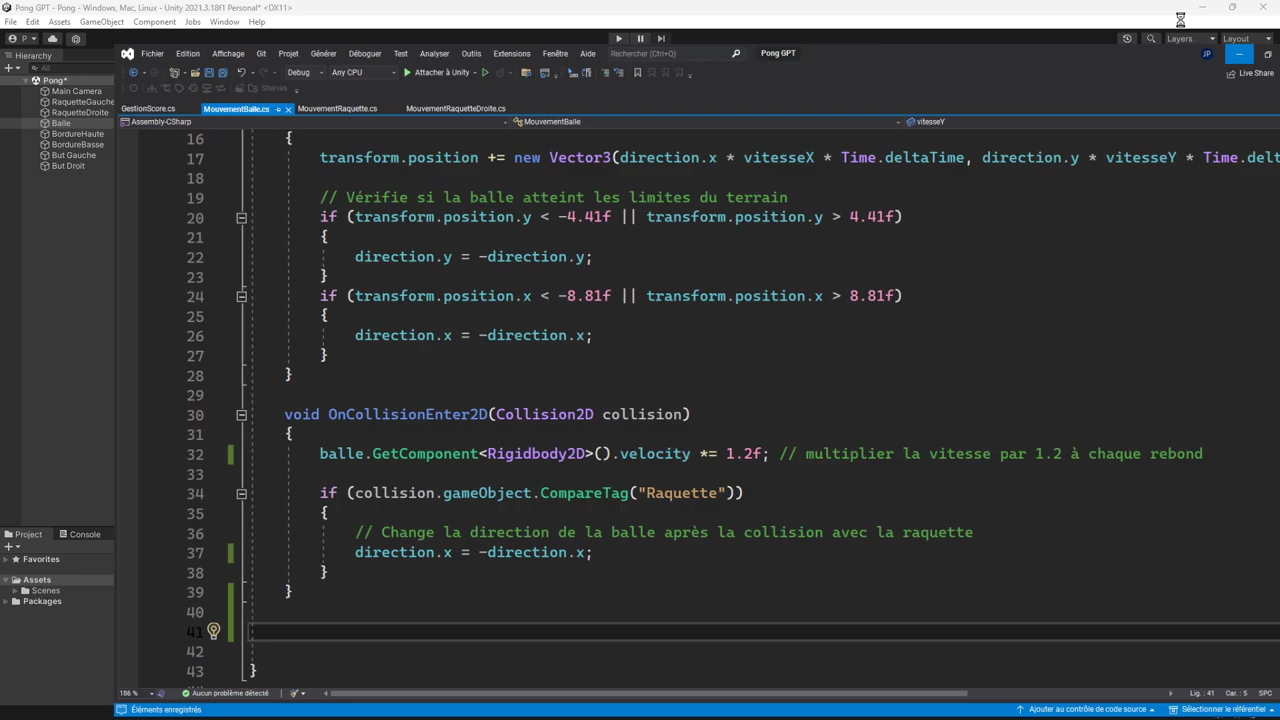 Pong GPT - Pong - Windows, Mac, Linux - Unity 2021.3.18f1 Personal* <DX11>
File Edit Assets GameObject Component Jobs Window Help
P Layers Layout
Hierarchy
All
Pong*
Main Camera
RaquetteGauche
RaquetteDroite
Balle
BordureHaute
BordureBasse
But Gauche
But Droit
Project Console
Favorites
Assets
Scenes
Packages
Fichier Edition Affichage Git Projet Générer Déboguer Test Analyser Outils Extensions Fenêtre Aide Rechercher (Ctrl+Q) Pong GPT JP
Debug Any CPU Attacher à Unity Live Share
Shelves
GestionScore.cs MouvementBalle.cs MouvementRaquette.cs MouvementRaquetteDroite.cs
Assembly-CSharp MouvementBalle vitesseY
16 {
17 transform.position += new Vector3(direction.x * vitesseX * Time.deltaTime, direction.y * vitesseY * Time.delt
18
19 // Vérifie si la balle atteint les limites du terrain
20 if (transform.position.y < -4.41f || transform.position.y > 4.41f)
21 {
22 direction.y = -direction.y;
23 }
24 if (transform.position.x < -8.81f || transform.position.x > 8.81f)
25 {
26 direction.x = -direction.x;
27 }
28 }
29
30 void OnCollisionEnter2D(Collision2D collision)
31 {
32 balle.GetComponent<Rigidbody2D>().velocity *= 1.2f; // multiplier la vitesse par 1.2 à chaque rebond
33
34 if (collision.gameObject.CompareTag("Raquette"))
35 {
36 // Change la direction de la balle après la collision avec la raquette
37 direction.x = -direction.x;
38 }
39 }
40
41
42
43 }
186 % Aucun problème détecté Lig. : 41 Car. : 5 SPC
Éléments enregistrés Ajouter au contrôle de code source Sélectionner le référentiel